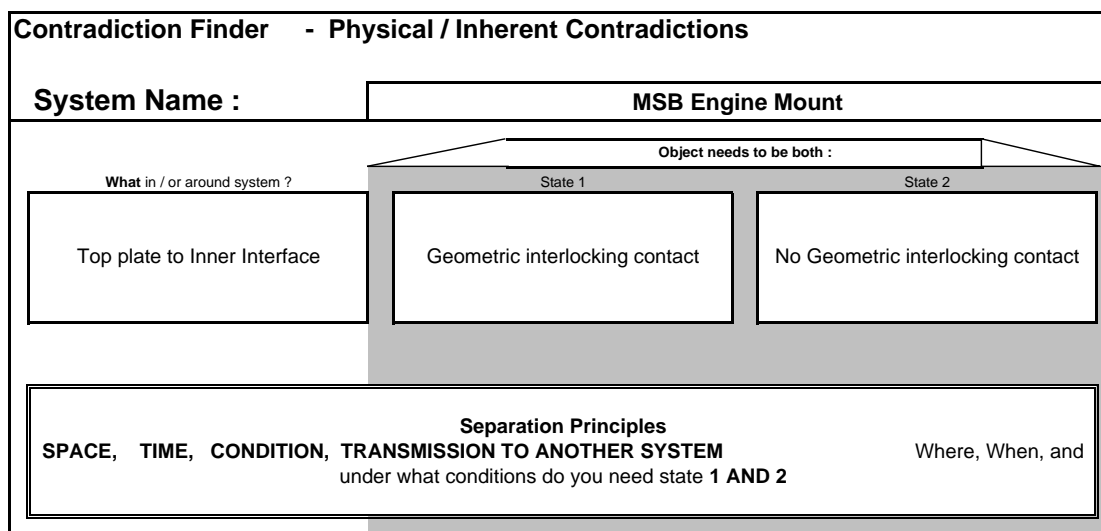 Contradiction Finder - Physical / Inherent Contradictions
System Name : MSB Engine Mount
Object needs to be both :
What in / or around system ? State 1 State 2
Top plate to Inner Interface Geometric interlocking contact No Geometric interlocking contact
Separation Principles
SPACE, TIME, CONDITION, TRANSMISSION TO ANOTHER SYSTEM Where, When, and
under what conditions do you need state 1 AND 2